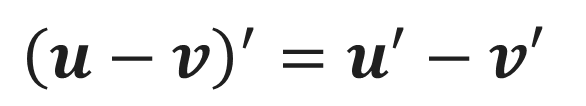 (u − v)′ = u′ − v′